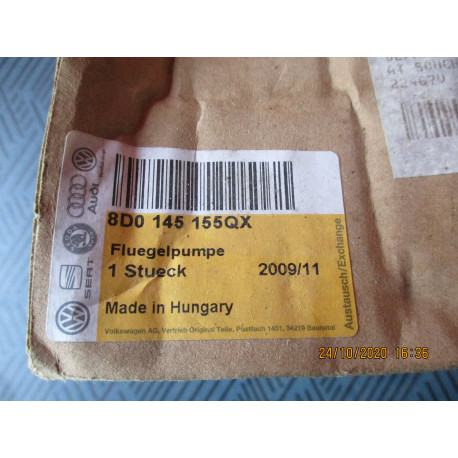 8D0 145 155QX
Fluegelpumpe
1 Stueck 2009/11
Made in Hungary
Volkswagen AG, Vertrieb Original Teile, Postfach 1451, 34219 Baunatal
Austausch/Exchange
Audi
SEAT
24/10/2020 16:36